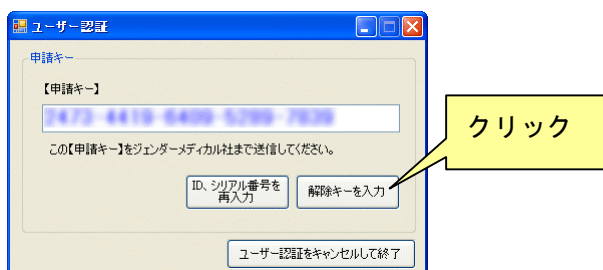 ユーザー認証
申請キー
【申請キー】
この【申請キー】をジェンダーメディカル社まで送信してください。
ID、シリアル番号を
再入力
解除キーを入力
クリック
ユーザー認証をキャンセルして終了